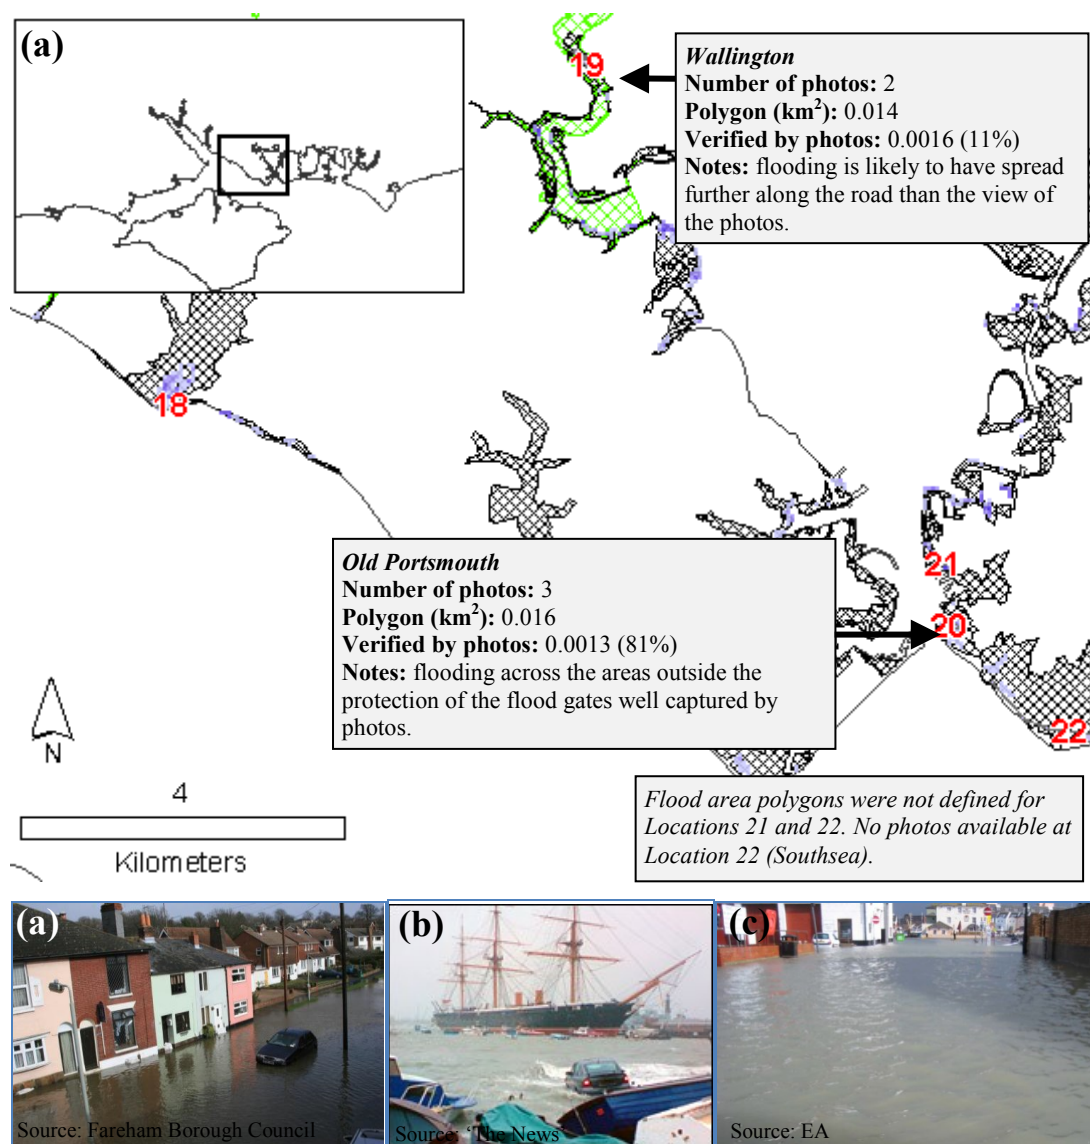 (a)
19
Wallington
Number of photos: 2
Polygon (km²): 0.014
Verified by photos: 0.0016 (11%)
Notes: flooding is likely to have spread
further along the road than the view of
the photos.
18
Old Portsmouth
Number of photos: 3
Polygon (km²): 0.016
Verified by photos: 0.0013 (81%)
Notes: flooding across the areas outside the
protection of the flood gates well captured by
photos.
21
20
22
N
4
Kilometers
Flood area polygons were not defined for
Locations 21 and 22. No photos available at
Location 22 (Southsea).
(a)
Source: Fareham Borough Council
(b)
Source: ‘The News
(c)
Source: EA